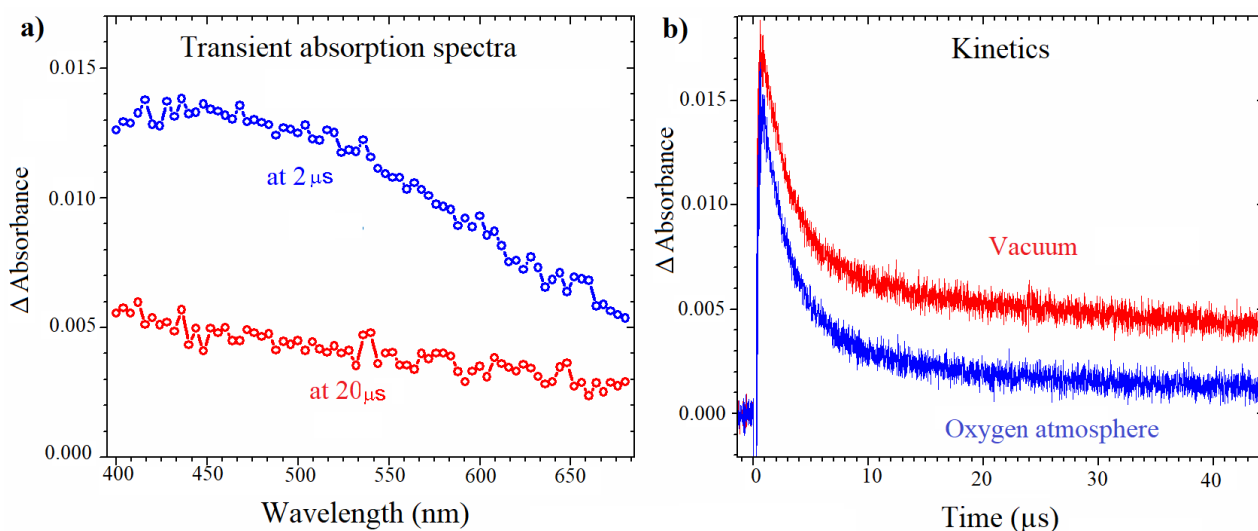 a)
Transient absorption spectra
0.015
0.010
0.005
0.000
Δ Absorbance
at 2 μs
at 20μs
400
450
500
550
600
650
Wavelength (nm)
b)
Kinetics
0.015
0.010
0.005
0.000
Δ Absorbance
Vacuum
Oxygen atmosphere
0
10
20
30
40
Time (μs)